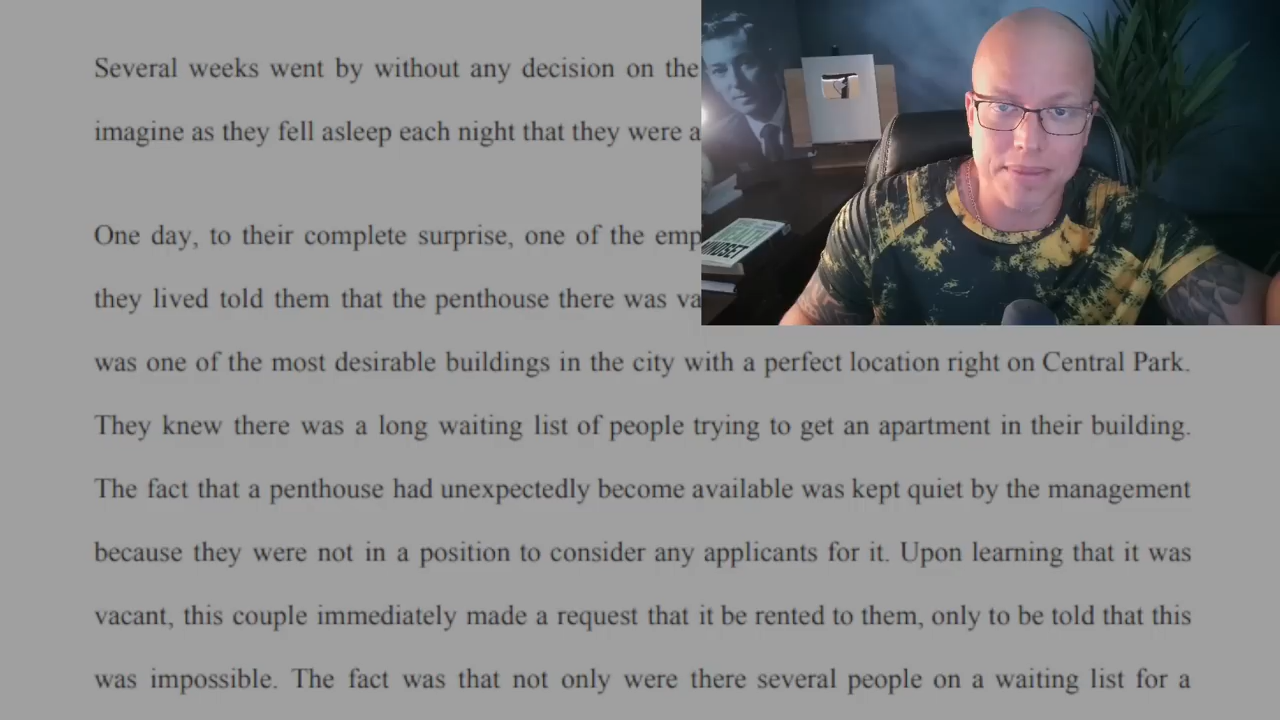 Several weeks went by without any decision on the
imagine as they fell asleep each night that they were a
One day, to their complete surprise, one of the emp
they lived told them that the penthouse there was va
was one of the most desirable buildings in the city with a perfect location right on Central Park.
They knew there was a long waiting list of people trying to get an apartment in their building.
The fact that a penthouse had unexpectedly become available was kept quiet by the management
because they were not in a position to consider any applicants for it. Upon learning that it was
vacant, this couple immediately made a request that it be rented to them, only to be told that this
was impossible. The fact was that not only were there several people on a waiting list for a
MINDSET